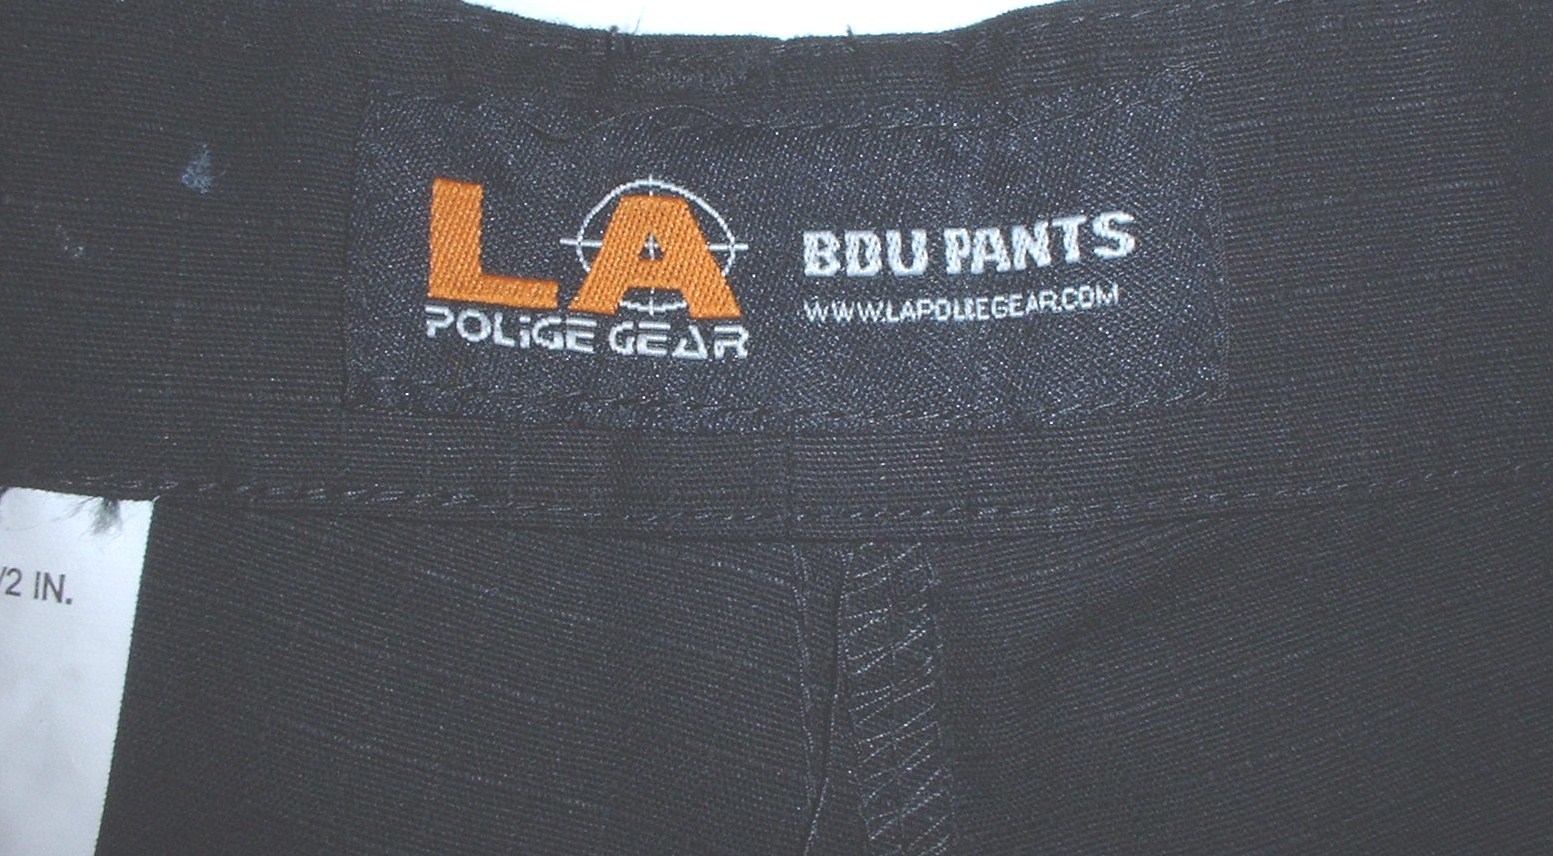 LA
POLiCE GEAR
BDU PANTS
WWW.LAPOLICEGEAR.COM
/2 IN.